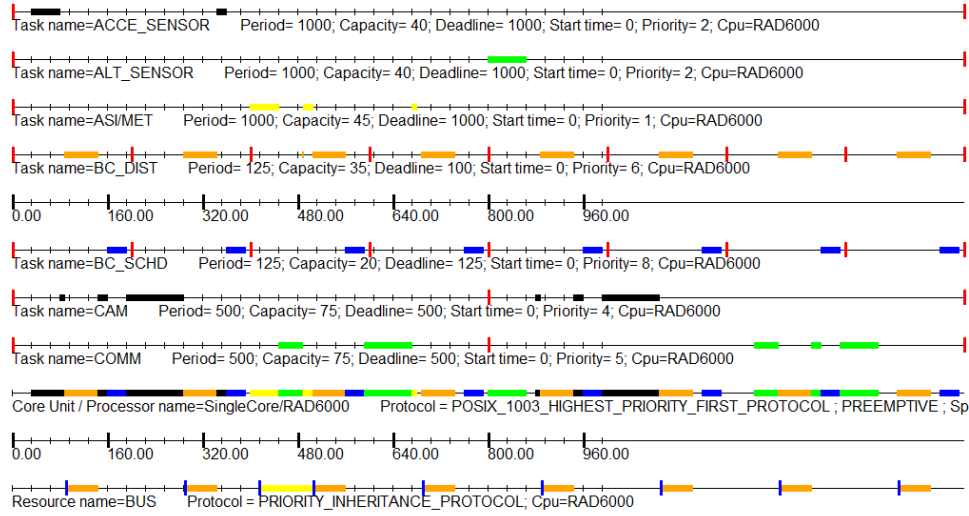 Task name=ACCE_SENSOR Period= 1000; Capacity= 40; Deadline= 1000; Start time= 0; Priority= 2; Cpu=RAD6000
Task name=ALT_SENSOR Period= 1000; Capacity= 40; Deadline= 1000; Start time= 0; Priority= 2; Cpu=RAD6000
Task name=ASI/MET Period= 1000; Capacity= 45; Deadline= 1000; Start time= 0; Priority= 1; Cpu=RAD6000
Task name=BC_DIST Period= 125; Capacity= 35; Deadline= 100; Start time= 0; Priority= 6; Cpu=RAD6000
0.00 160.00 320.00 480.00 640.00 800.00 960.00
Task name=BC_SCHD Period= 125; Capacity= 20; Deadline= 125; Start time= 0; Priority= 8; Cpu=RAD6000
Task name=CAM Period= 500; Capacity= 75; Deadline= 500; Start time= 0; Priority= 4; Cpu=RAD6000
Task name=COMM Period= 500; Capacity= 75; Deadline= 500; Start time= 0; Priority= 5; Cpu=RAD6000
Core Unit / Processor name=SingleCore/RAD6000 Protocol = POSIX_1003_HIGHEST_PRIORITY_FIRST_PROTOCOL ; PREEMPTIVE ; Sp
0.00 160.00 320.00 480.00 640.00 800.00 960.00
Resource name=BUS Protocol = PRIORITY_INHERITANCE_PROTOCOL; Cpu=RAD6000